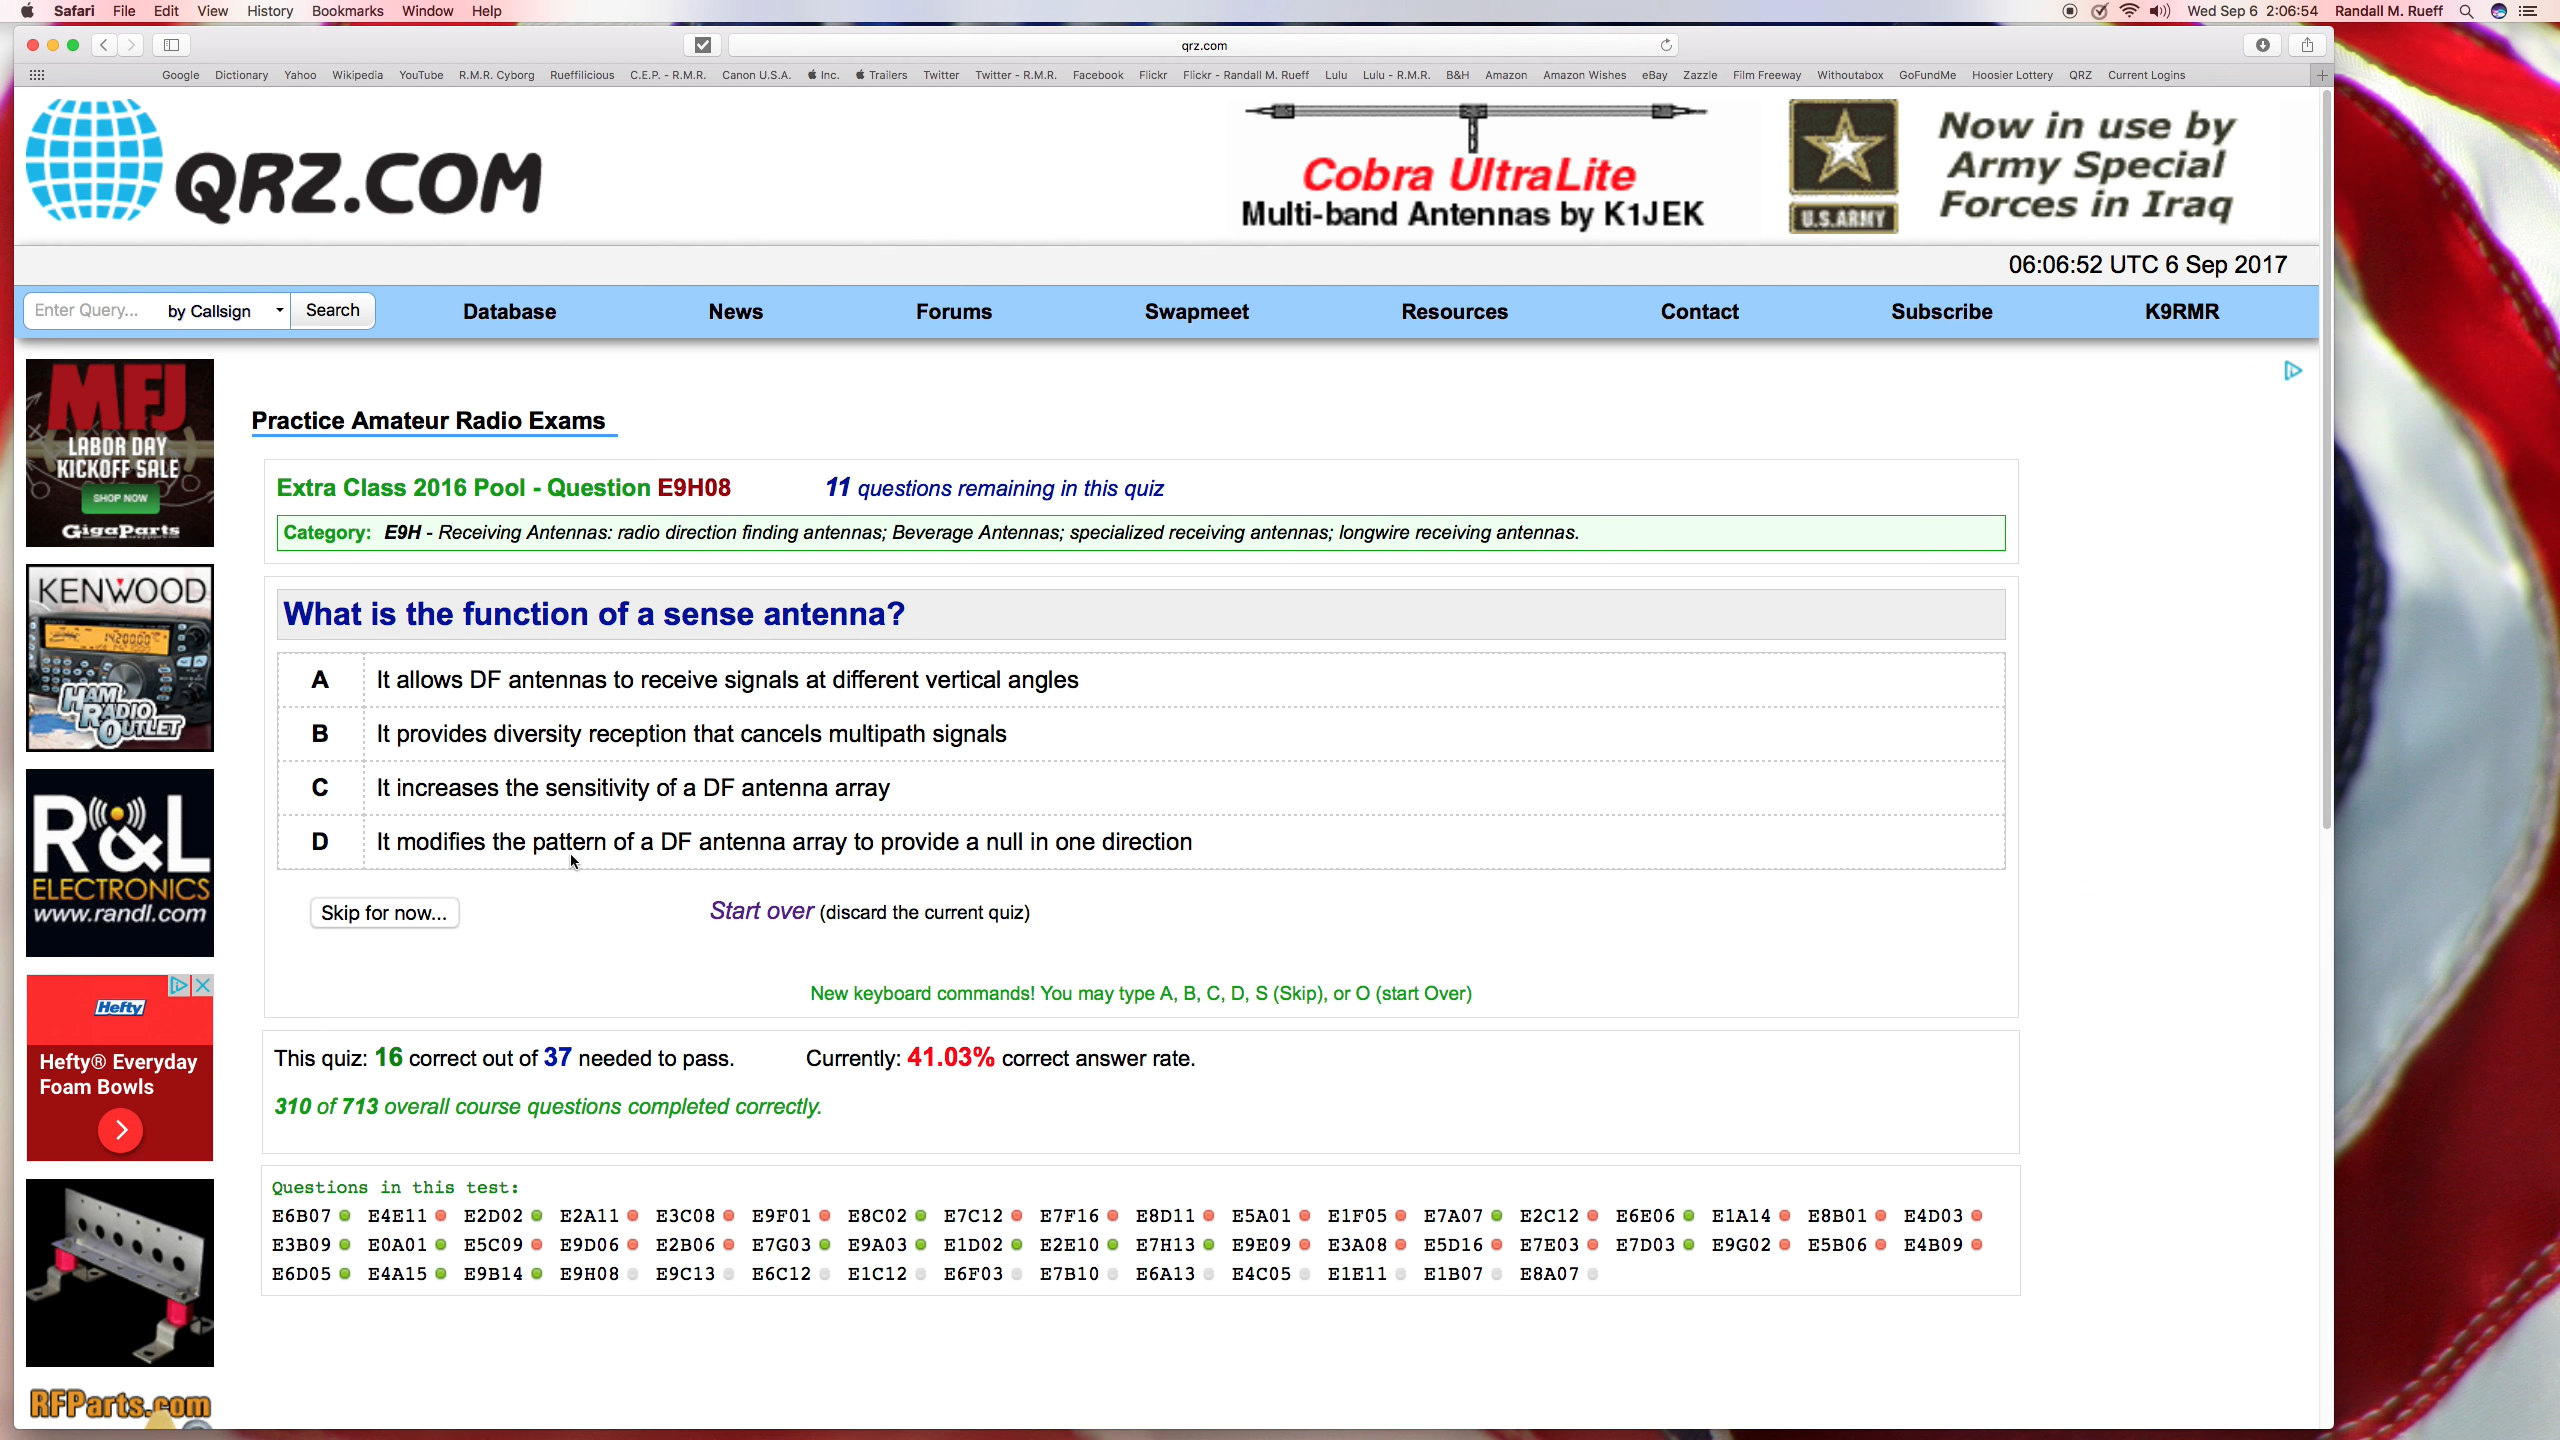 Safari File Edit View History Bookmarks Window Help Wed Sep 6 2:06:54 Randall M. Rueff
qrz.com
Google Dictionary Yahoo Wikipedia YouTube R.M.R. Cyborg Rueffilicious C.E.P. - R.M.R. Canon U.S.A. Inc. Trailers Twitter Twitter - R.M.R. Facebook Flickr Flickr - Randall M. Rueff Lulu Lulu - R.M.R. B&H Amazon Amazon Wishes eBay Zazzle Film Freeway Withoutabox GoFundMe Hoosier Lottery QRZ Current Logins
QRZ.COM
Cobra UltraLite
Multi-band Antennas by K1JEK
U.S.ARMY
Now in use by
Army Special
Forces in Iraq
06:06:52 UTC 6 Sep 2017
Enter Query... by Callsign Search Database News Forums Swapmeet Resources Contact Subscribe K9RMR
MFJ
LABOR DAY
KICKOFF SALE
SHOP NOW
GigaParts
KENWOOD
14.200.00
HAM
RADIO
OUTLET
R&L
ELECTRONICS
www.randl.com
Hefty
Hefty® Everyday
Foam Bowls
RFParts.com
Practice Amateur Radio Exams
Extra Class 2016 Pool - Question E9H08 11 questions remaining in this quiz
Category: E9H - Receiving Antennas: radio direction finding antennas; Beverage Antennas; specialized receiving antennas; longwire receiving antennas.
What is the function of a sense antenna?
A It allows DF antennas to receive signals at different vertical angles
B It provides diversity reception that cancels multipath signals
C It increases the sensitivity of a DF antenna array
D It modifies the pattern of a DF antenna array to provide a null in one direction
Skip for now... Start over (discard the current quiz)
New keyboard commands! You may type A, B, C, D, S (Skip), or O (start Over)
This quiz: 16 correct out of 37 needed to pass. Currently: 41.03% correct answer rate.
310 of 713 overall course questions completed correctly.
Questions in this test:
E6B07 E4E11 E2D02 E2A11 E3C08 E9F01 E8C02 E7C12 E7F16 E8D11 E5A01 E1F05 E7A07 E2C12 E6E06 E1A14 E8B01 E4D03
E3B09 E0A01 E5C09 E9D06 E2B06 E7G03 E9A03 E1D02 E2E10 E7H13 E9E09 E3A08 E5D16 E7E03 E7D03 E9G02 E5B06 E4B09
E6D05 E4A15 E9B14 E9H08 E9C13 E6C12 E1C12 E6F03 E7B10 E6A13 E4C05 E1E11 E1B07 E8A07